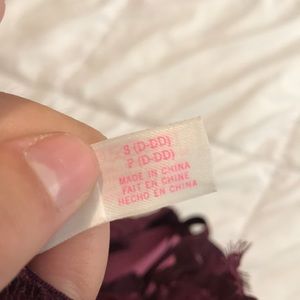 S (D-DD)
P (D-DD)
MADE IN CHINA
FAIT EN CHINE
HECHO EN CHINA